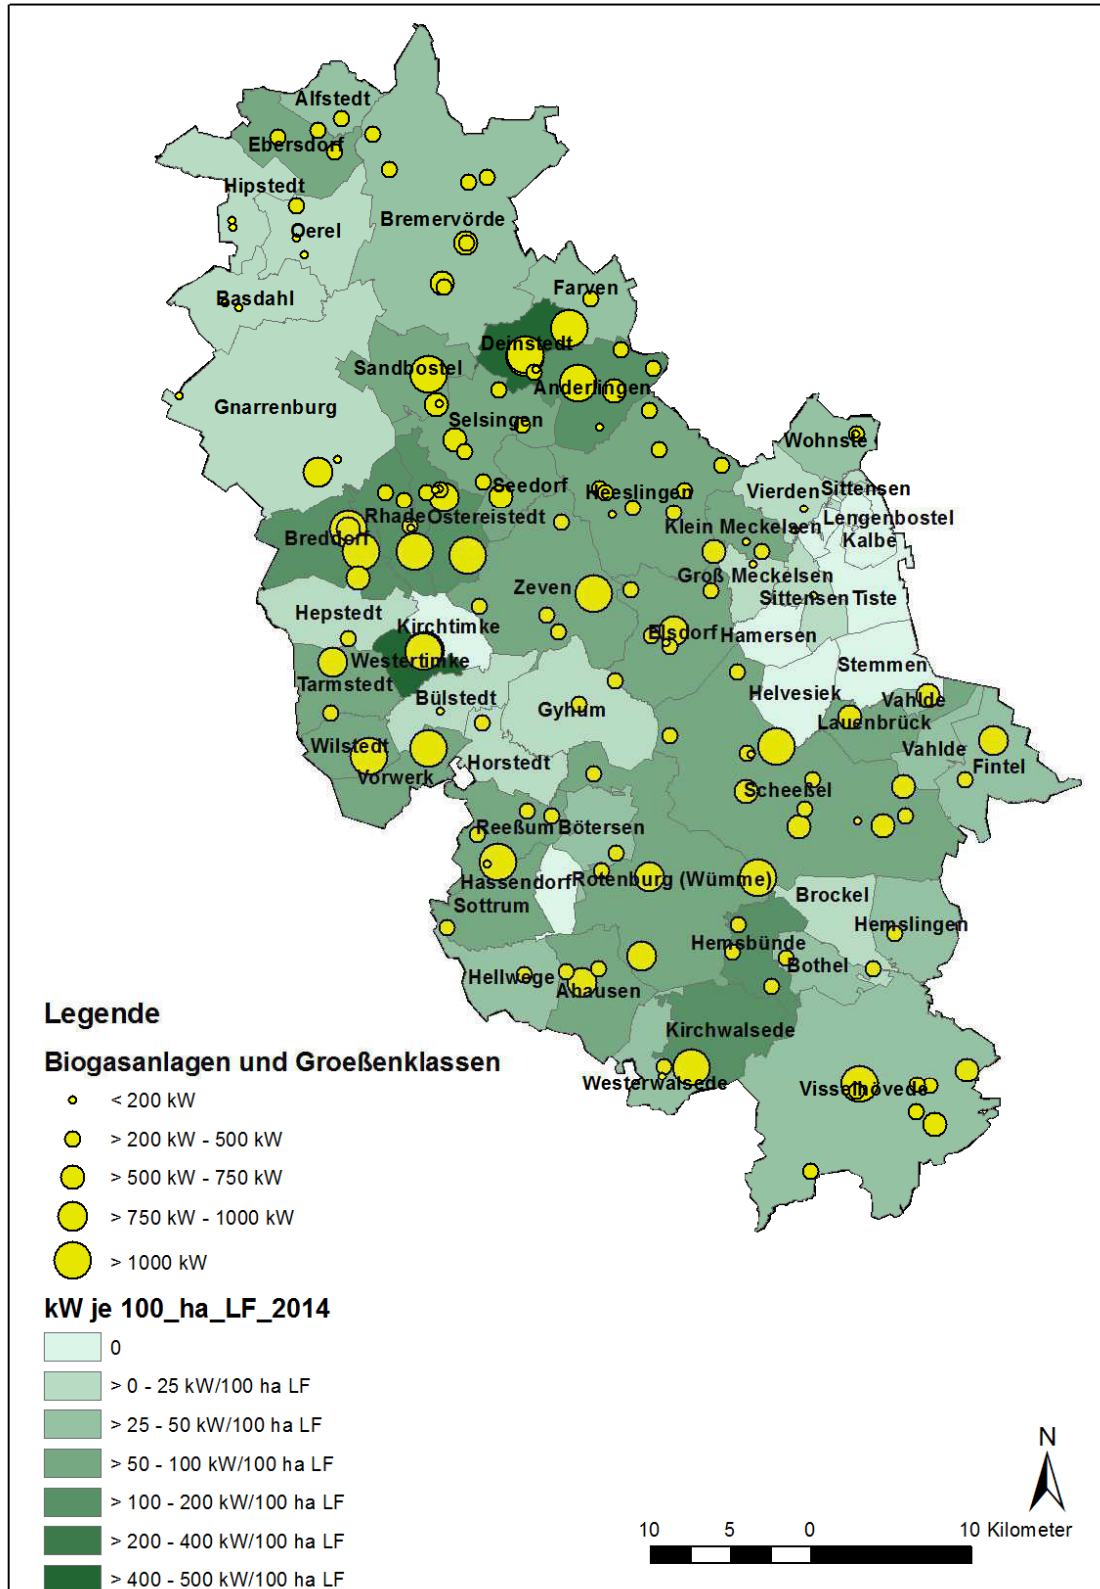 Alfstedt
Ebersdorf
Hipstedt
Oerel
Bremervörde
Basdahl
Farven
Deinstedt
Sandbostel
Anderlingen
Gnarrenburg
Selsingen
Wohnste
Seedorf
Heeslingen
Vierden
Sittensen
Rhade
Ostereistedt
Klein Meckelsen
Lengenbostel
Kalbe
Breddorf
Groß Meckelsen
Zeven
Sittensen
Tiste
Hepstedt
Kirchtimke
Elsdorf
Hamersen
Westertimke
Stemmen
Tarmstedt
Bülstedt
Gyhum
Helvesiek
Vahlde
Lauenbrück
Wilstedt
Vorwerk
Horstedt
Vahlde
Fintel
Scheeßel
Reeßum
Bötersen
Hassendorf
Rotenburg (Wümme)
Sottrum
Brockel
Hemslingen
Hemsbünde
Bothel
Hellwege
Ahausen
Kirchwalsede
Westerwalsede
Visselhövede
Legende
Biogasanlagen und Groeßenklassen
< 200 kW
> 200 kW - 500 kW
> 500 kW - 750 kW
> 750 kW - 1000 kW
> 1000 kW
kW je 100_ha_LF_2014
0
> 0 - 25 kW/100 ha LF
> 25 - 50 kW/100 ha LF
> 50 - 100 kW/100 ha LF
> 100 - 200 kW/100 ha LF
> 200 - 400 kW/100 ha LF
> 400 - 500 kW/100 ha LF
N
10 5 0 10 Kilometer